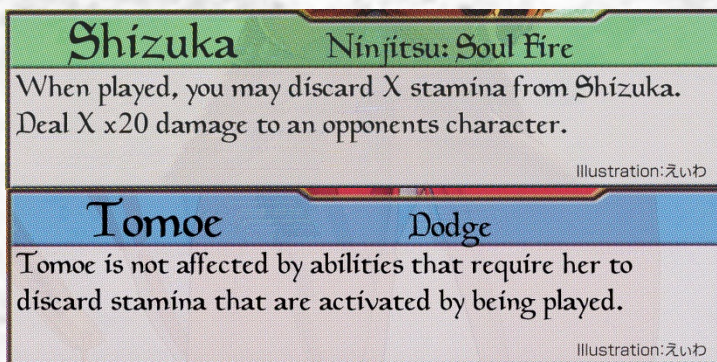 Shizuka Ninjitsu: Soul Fire
When played, you may discard X stamina from Shizuka.
Deal X x20 damage to an opponents character.
Illustration:えぃわ
Tomoe Dodge
Tomoe is not affected by abilities that require her to
discard stamina that are activated by being played.
Illustration:えぃわ